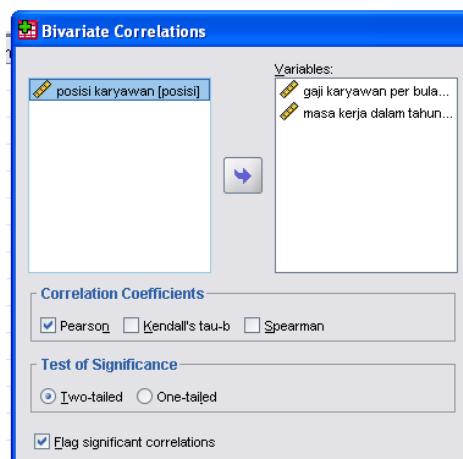 Bivariate Correlations
Variables:
posisi karyawan [posisi]
gaji karyawan per bula...
masa kerja dalam tahun...
Correlation Coefficients
Pearson Kendall's tau-b Spearman
Test of Significance
Two-tailed One-tailed
Flag significant correlations